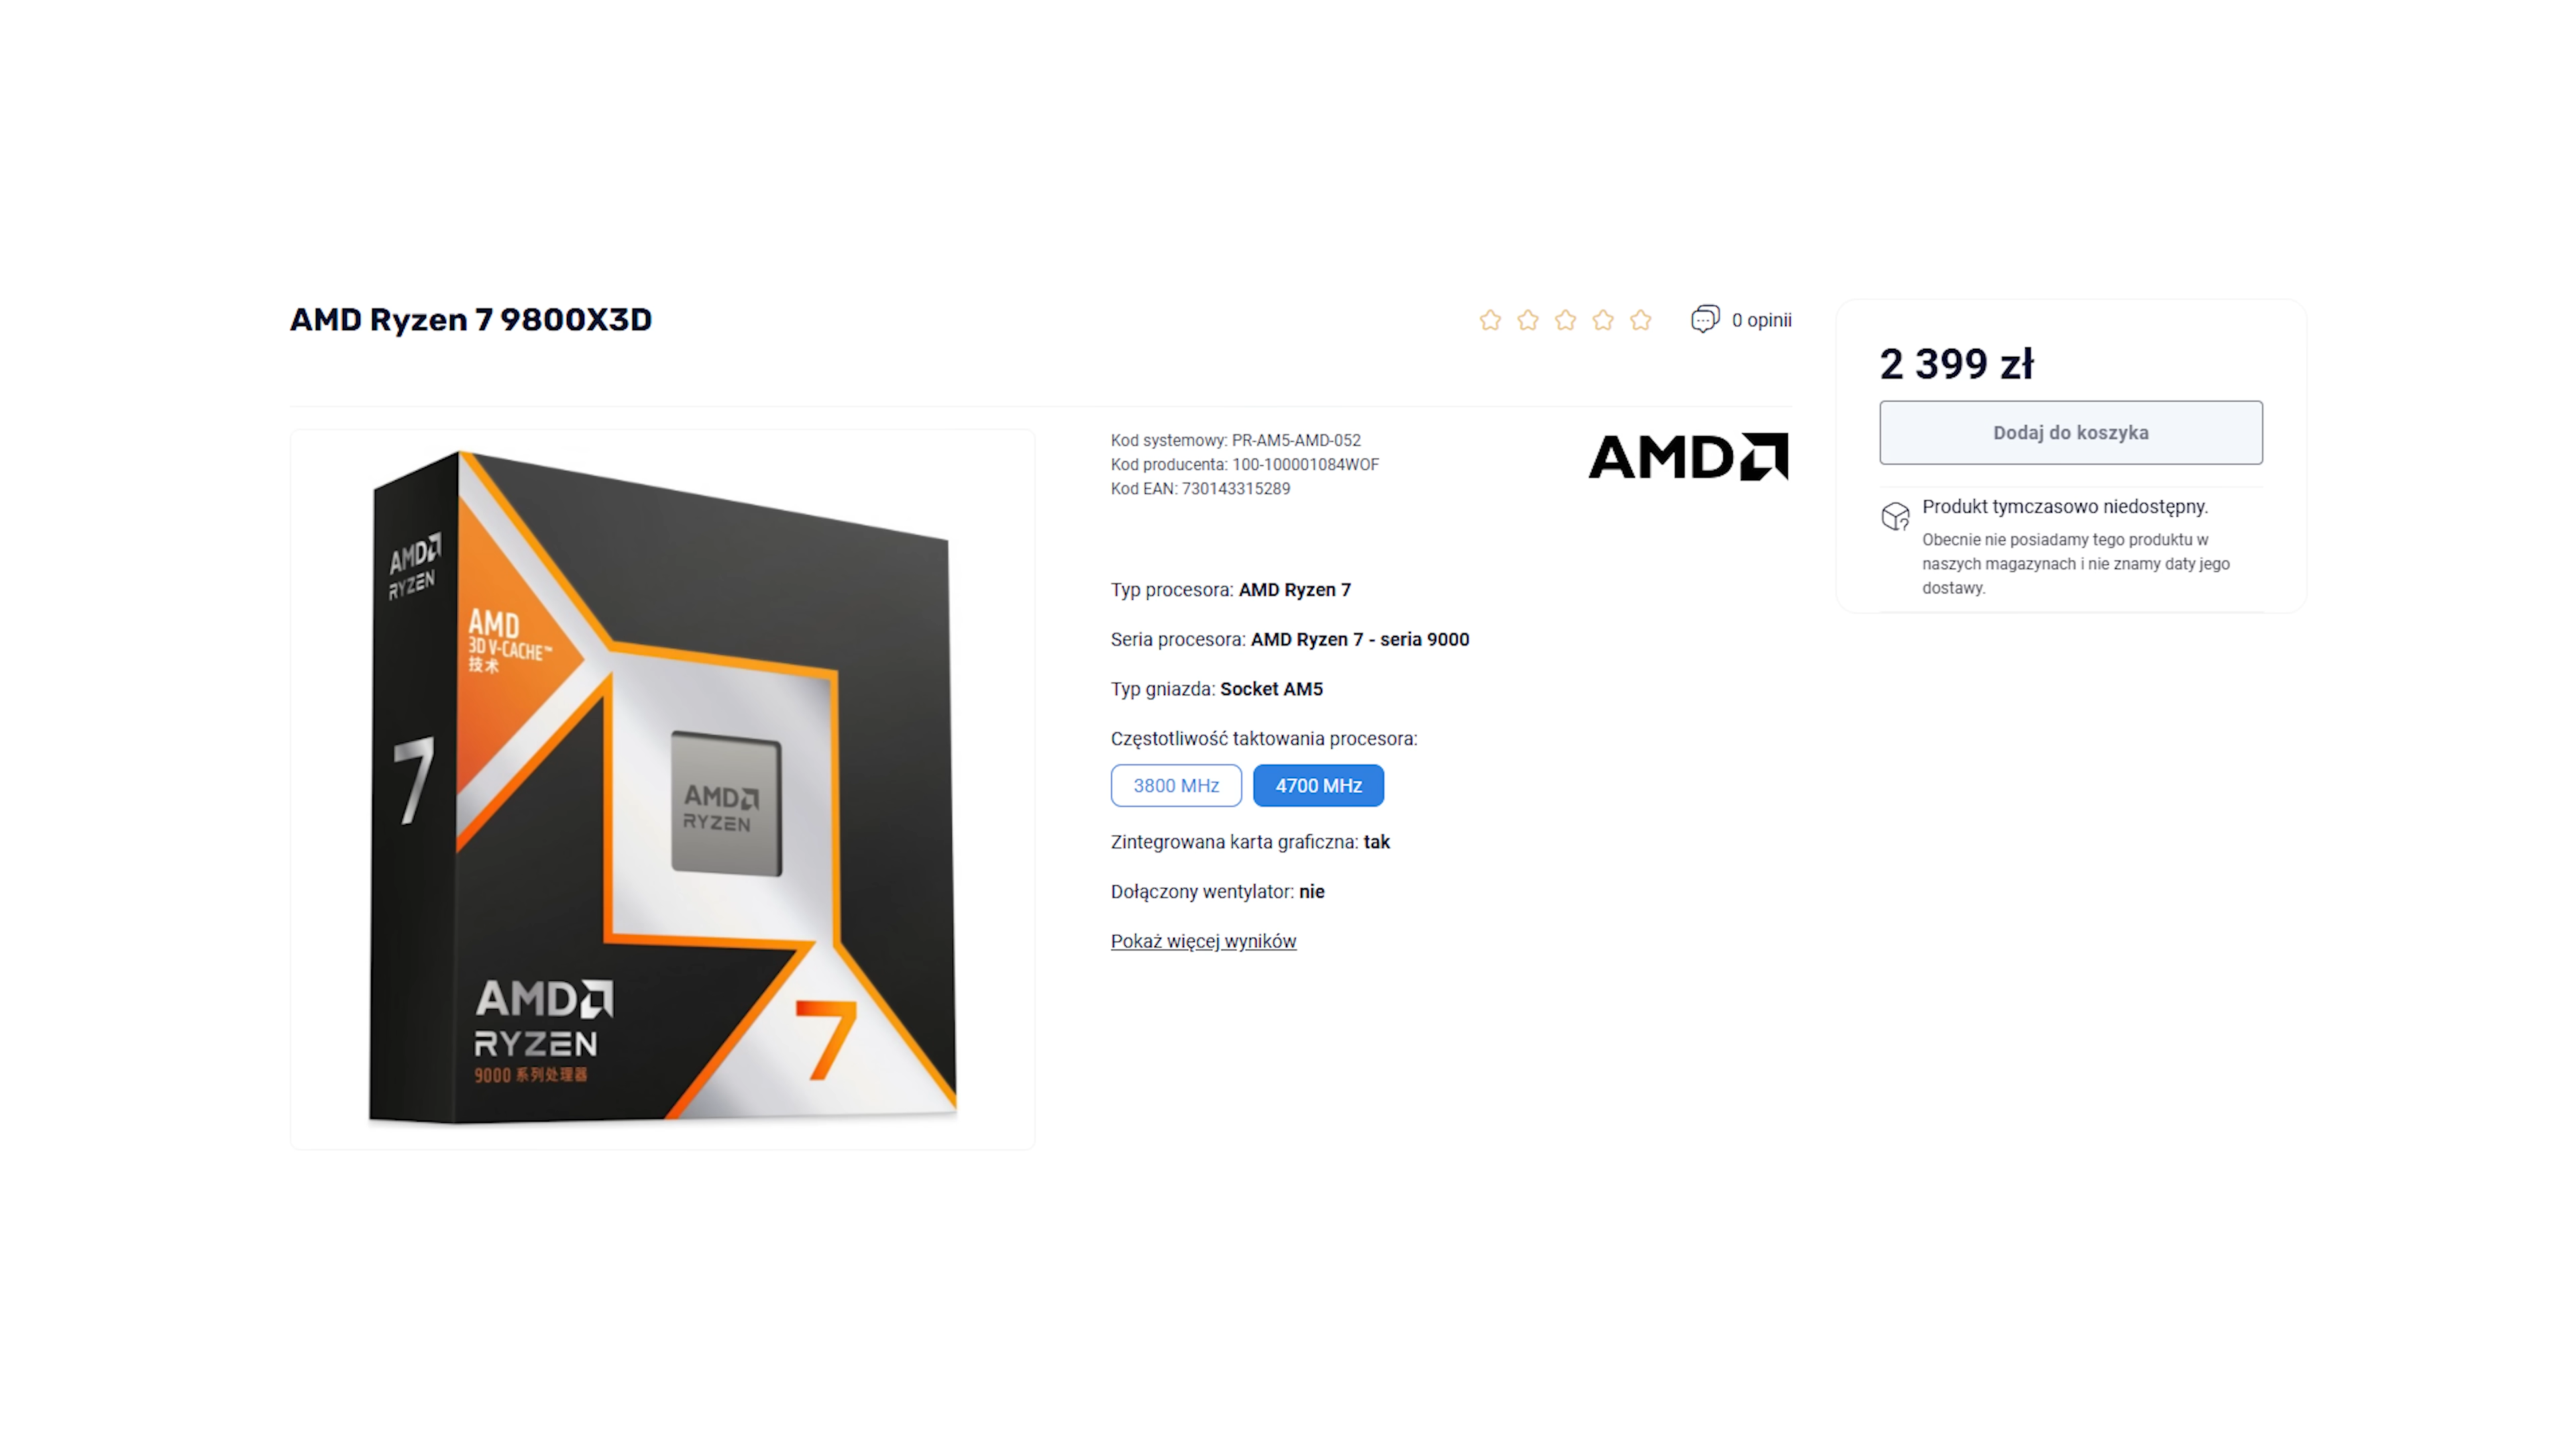 AMD Ryzen 7 9800X3D
0 opinii
2 399 zł
Dodaj do koszyka
Produkt tymczasowo niedostępny.
Obecnie nie posiadamy tego produktu w
naszych magazynach i nie znamy daty jego
dostawy.
Kod systemowy: PR-AM5-AMD-052
Kod producenta: 100-100001084WOF
Kod EAN: 730143315289
AMD
Typ procesora: AMD Ryzen 7
Seria procesora: AMD Ryzen 7 - seria 9000
Typ gniazda: Socket AM5
Częstotliwość taktowania procesora:
3800 MHz 4700 MHz
Zintegrowana karta graficzna: tak
Dołączony wentylator: nie
Pokaż więcej wyników
AMD
RYZEN
7
AMD
3D V-CACHE™
技术
AMD
RYZEN
AMD
RYZEN
9000 系列处理器
7